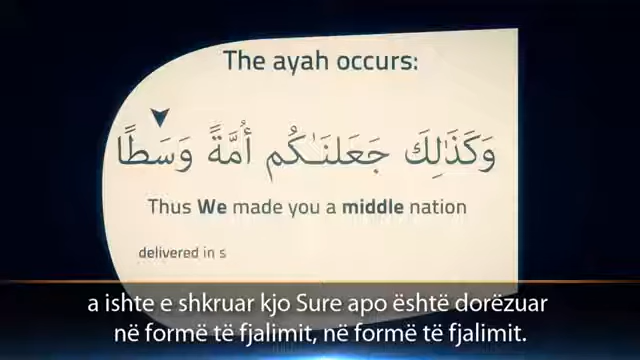 The ayah occurs:
وَكَذَٰلِكَ جَعَلنَـٰكُم أُمَّةً وَسَطًا
Thus We made you a middle nation
delivered in s
a ishte e shkruar kjo Sure apo është dorëzuar
në formë të fjalimit, në formë të fjalimit.